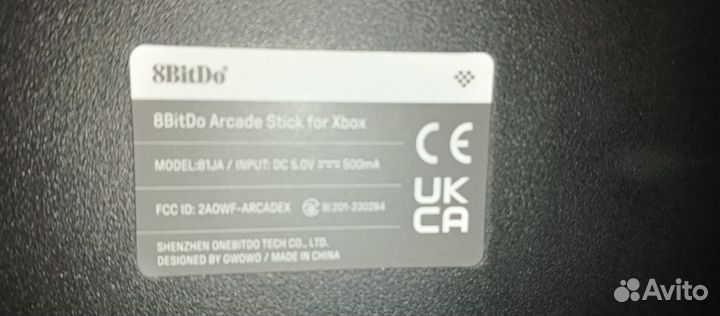 8BitDo
8BitDo Arcade Stick for Xbox
MODEL:81JA / INPUT: DC 5.0V ⎓ 500mA
FCC ID: 2AOWF-ARCADEX 201-230264
SHENZHEN ONEBITDO TECH CO., LTD.
DESIGNED BY GWOWO / MADE IN CHINA
CE
UK
CA
Avito